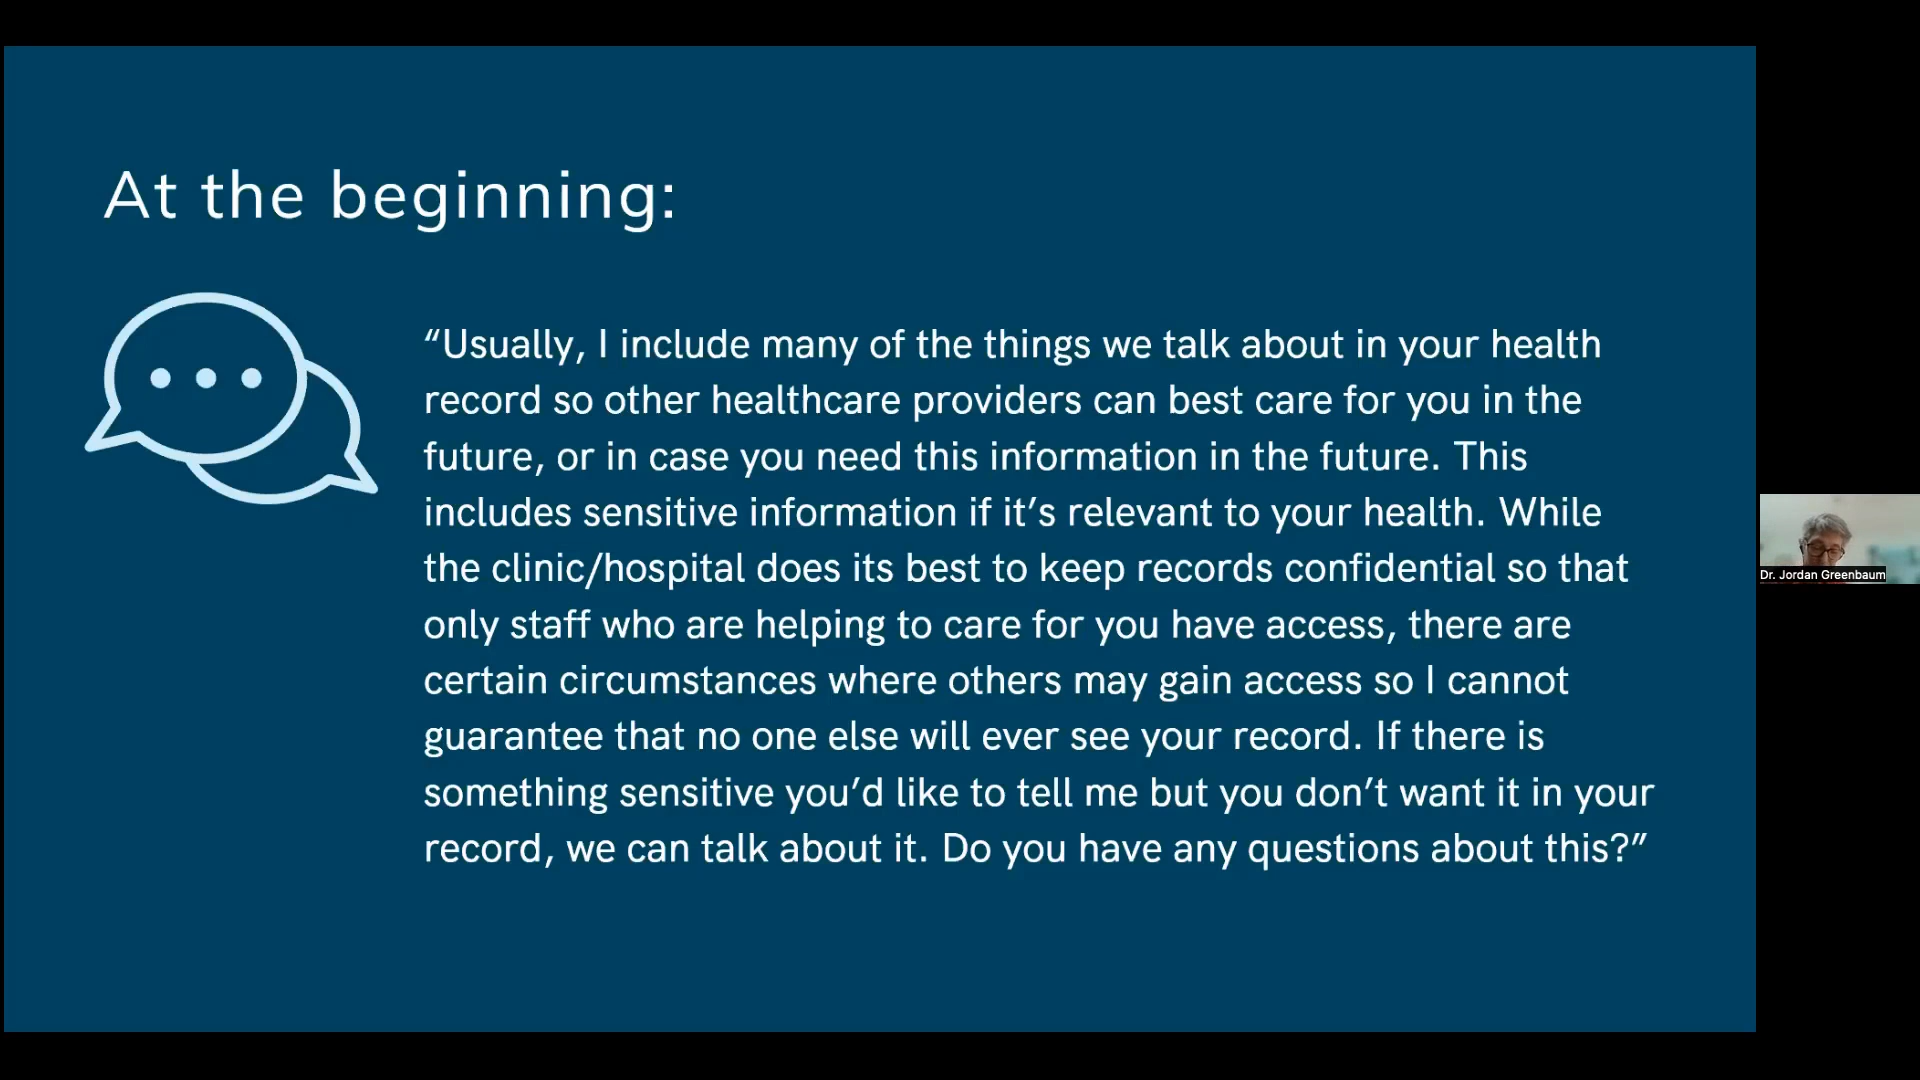 At the beginning:
“Usually, I include many of the things we talk about in your health
record so other healthcare providers can best care for you in the
future, or in case you need this information in the future. This
includes sensitive information if it’s relevant to your health. While
the clinic/hospital does its best to keep records confidential so that
only staff who are helping to care for you have access, there are
certain circumstances where others may gain access so I cannot
guarantee that no one else will ever see your record. If there is
something sensitive you’d like to tell me but you don’t want it in your
record, we can talk about it. Do you have any questions about this?”
Dr. Jordan Greenbaum